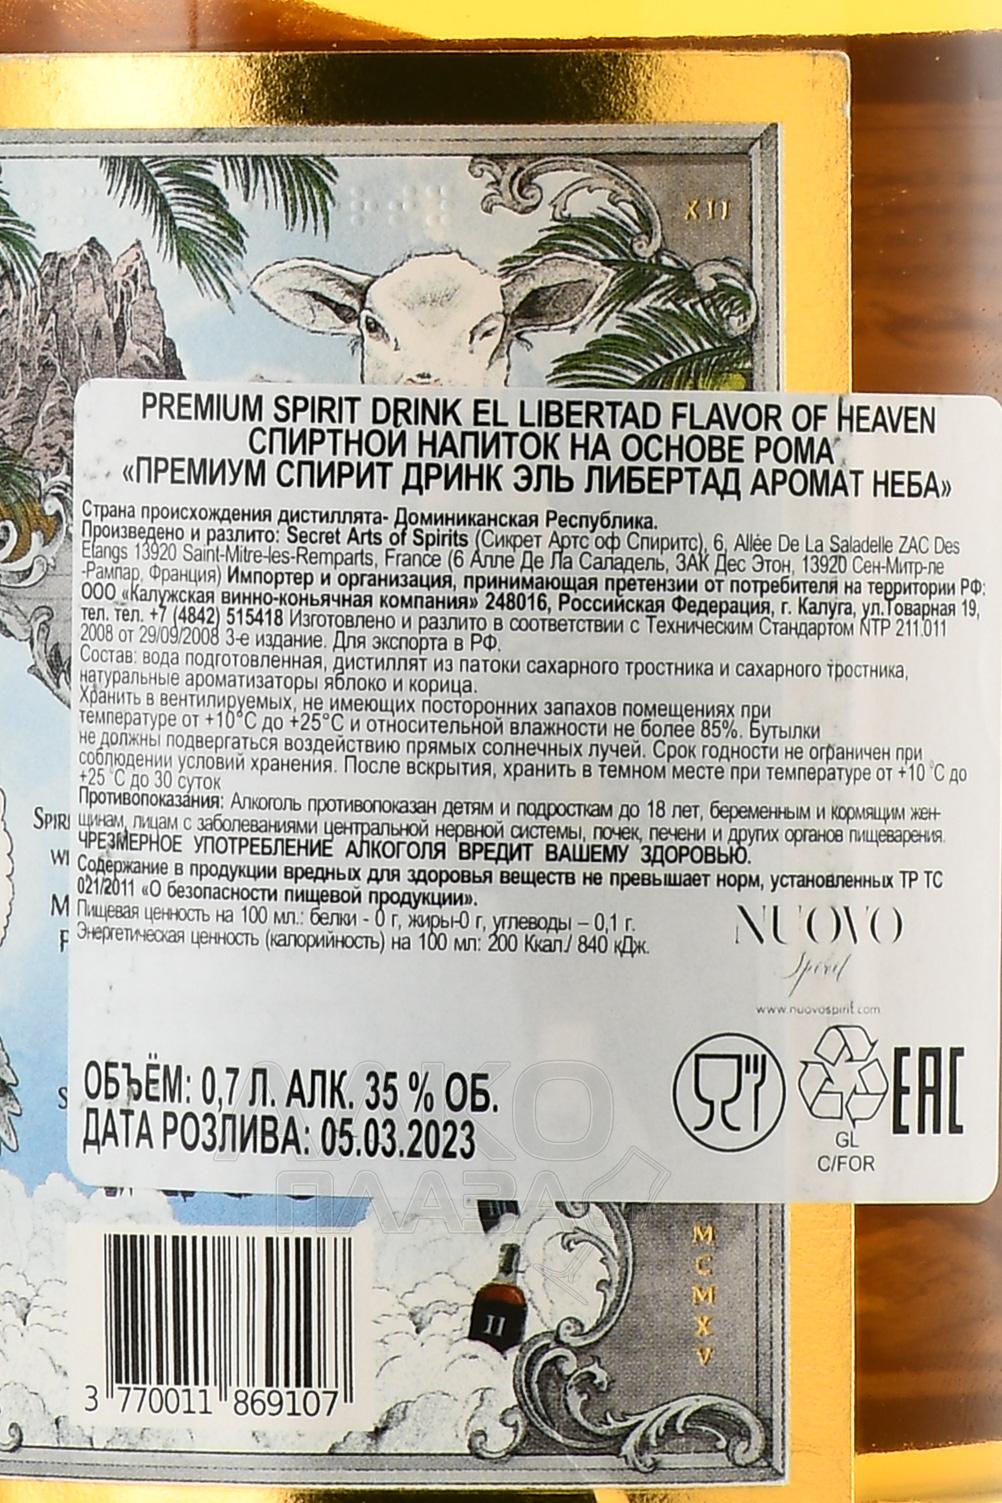 XII
PREMIUM SPIRIT DRINK EL LIBERTAD FLAVOR OF HEAVEN
СПИРТНОЙ НАПИТОК НА ОСНОВЕ РОМА
«ПРЕМИУМ СПИРИТ ДРИНК ЭЛЬ ЛИБЕРТАД АРОМАТ НЕБА»
Страна происхождения дистиллята- Доминиканская Республика.
Произведено и разлито: Secret Arts of Spirits (Сикрет Артс оф Спиритс), 6, Allée De La Saladelle ZAC Des
Etangs 13920 Saint-Mitre-les-Remparts, France (6 Алле Де Ла Саладель, ЗАК Дес Этон, 13920 Сен-Митр-ле
-Рампар, Франция) Импортер и организация, принимающая претензии от потребителя на территории РФ:
ООО «Калужская винно-коньячная компания» 248016, Российская Федерация, г. Калуга, ул.Товарная 19,
тел. тел. +7 (4842) 515418 Изготовлено и разлито в соответствии с Техническим Стандартом NTP 211.011
2008 от 29/09/2008 3-е издание. Для экспорта в РФ.
Состав: вода подготовленная, дистиллят из патоки сахарного тростника и сахарного тростника,
натуральные ароматизаторы яблоко и корица.
Хранить в вентилируемых, не имеющих посторонних запахов помещениях при
температуре от +10°C до +25°C и относительной влажности не более 85%. Бутылки
не должны подвергаться воздействию прямых солнечных лучей. Срок годности не ограничен при
соблюдении условий хранения. После вскрытия, хранить в темном месте при температуре от +10 °C до
+25 °C до 30 суток
Противопоказания: Алкоголь противопоказан детям и подросткам до 18 лет, беременным и кормящим жен-
щинам, лицам с заболеваниями центральной нервной системы, почек, печени и других органов пищеварения.
ЧРЕЗМЕРНОЕ УПОТРЕБЛЕНИЕ АЛКОГОЛЯ ВРЕДИТ ВАШЕМУ ЗДОРОВЬЮ.
Содержание в продукции вредных для здоровья веществ не превышает норм, установленных ТР ТС
021/2011 «О безопасности пищевой продукции».
Пищевая ценность на 100 мл.: белки - 0 г, жиры-0 г, углеводы – 0,1 г.
Энергетическая ценность (калорийность) на 100 мл: 200 Ккал./ 840 кДж.
NUOVO
Spirit
www.nuovospirit.com
ОБЪЁМ: 0,7 Л. АЛК. 35 % ОБ.
ДАТА РОЗЛИВА: 05.03.2023
EAC
GL
C/FOR
АЛКО
ПЛАЗА
MCMXV
II
3 770011 869107